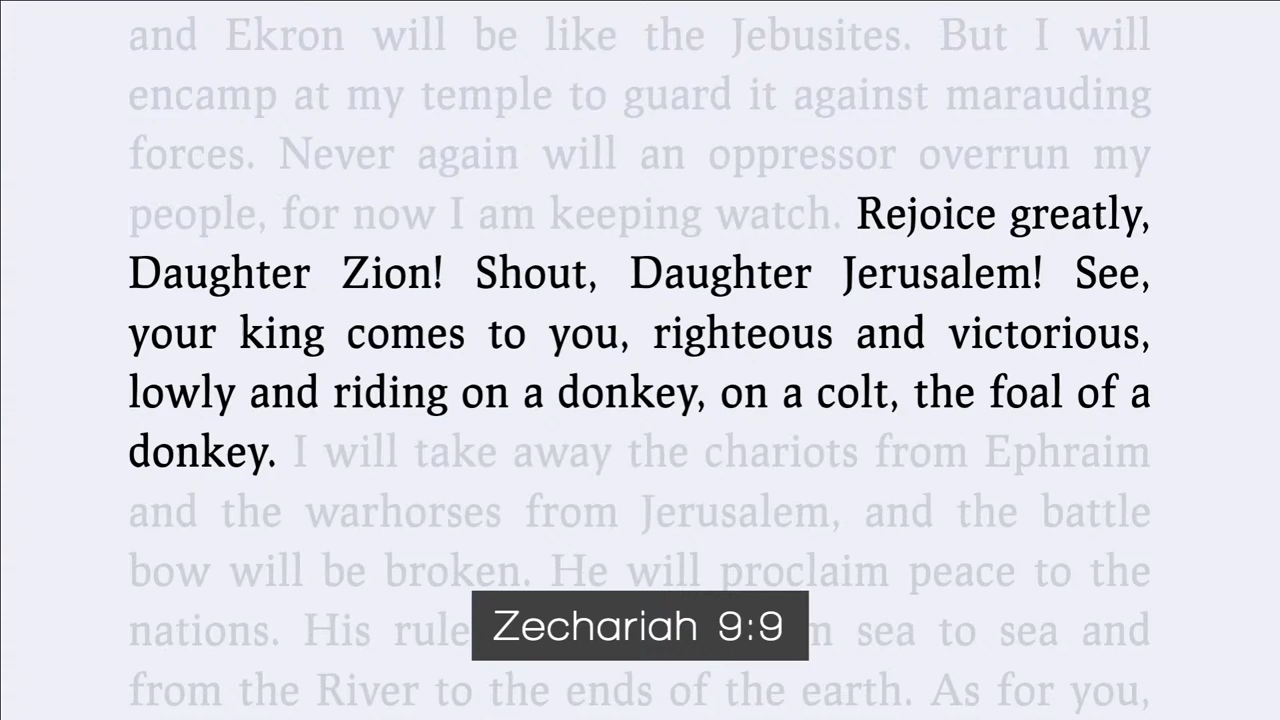 and Ekron will be like the Jebusites. But I will
encamp at my temple to guard it against marauding
forces. Never again will an oppressor overrun my
people, for now I am keeping watch. Rejoice greatly,
Daughter Zion! Shout, Daughter Jerusalem! See,
your king comes to you, righteous and victorious,
lowly and riding on a donkey, on a colt, the foal of a
donkey. I will take away the chariots from Ephraim
and the warhorses from Jerusalem, and the battle
bow will be broken. He will proclaim peace to the
nations. His rule sea to sea and
Zechariah 9:9
from the River to the ends of the earth. As for you,